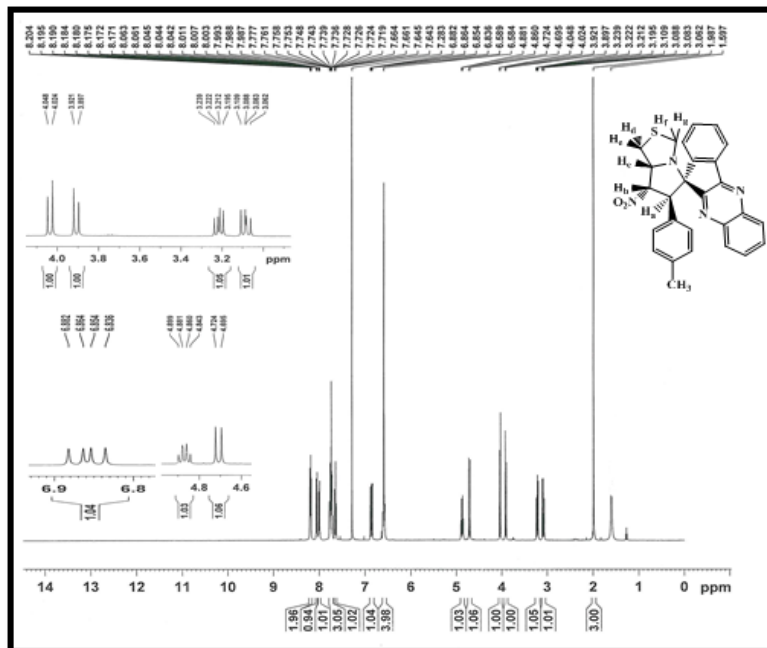 8.204 8.195 8.190 8.184 8.180 8.175 8.172 8.171 8.063 8.061 8.045 8.044 8.042 8.011 8.007 8.003 7.993 7.988 7.987 7.777 7.761 7.758 7.753 7.748 7.743 7.739 7.736 7.728 7.726 7.724 7.719 7.664 7.661 7.645 7.643 7.283 6.882 6.864 6.854 6.836 6.589 6.584 4.881 4.860 4.724 4.695 4.048 4.024 3.921 3.897 3.239 3.222 3.212 3.195 3.109 3.088 3.083 3.062 1.987 1.597
4.048 4.024 3.921 3.897 3.239 3.222 3.212 3.195 3.109 3.088 3.083 3.062
4.0 3.8 3.6 3.4 3.2 ppm
1.00 1.00 1.05 1.01
6.882 6.864 6.854 6.836 4.899 4.881 4.860 4.843 4.724 4.695
6.9 6.8 4.8 4.6
1.04 1.03 1.06
Hd Hf Hg
S
He
Hc N
Hb
O2N N
Ha N
CH3
14 13 12 11 10 9 8 7 6 5 4 3 2 1 0 ppm
1.96 0.94 1.01 3.05 1.02 1.04 3.98 1.03 1.06 1.00 1.00 1.05 1.01 3.00